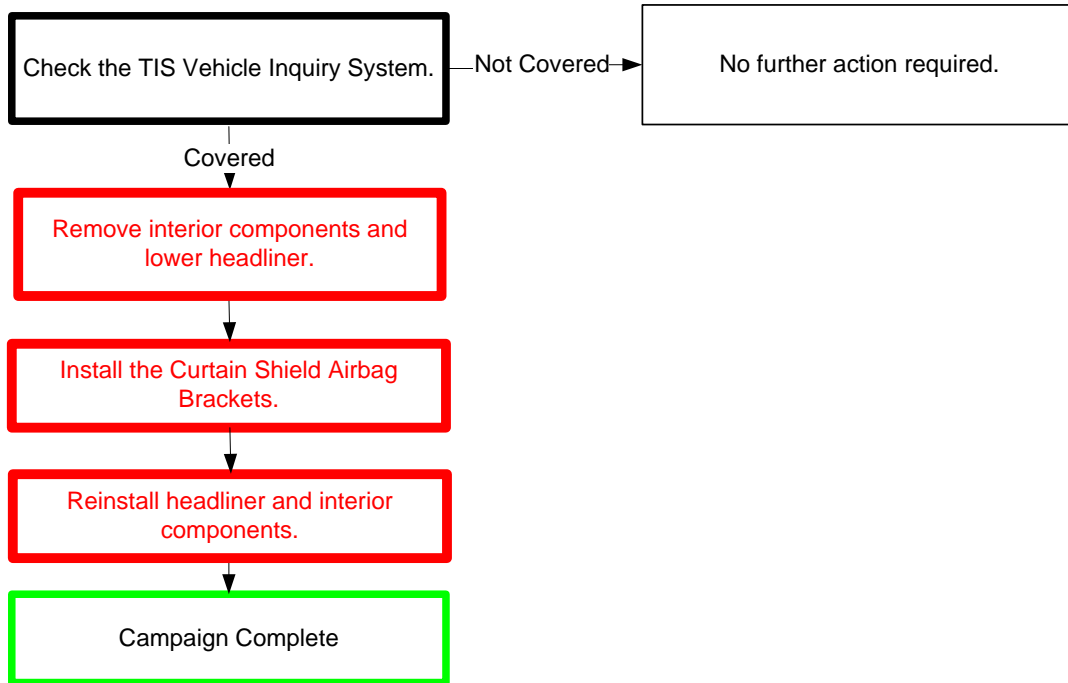 Check the TIS Vehicle Inquiry System.
Not Covered
No further action required.
Covered
Remove interior components and
lower headliner.
Install the Curtain Shield Airbag
Brackets.
Reinstall headliner and interior
components.
Campaign Complete